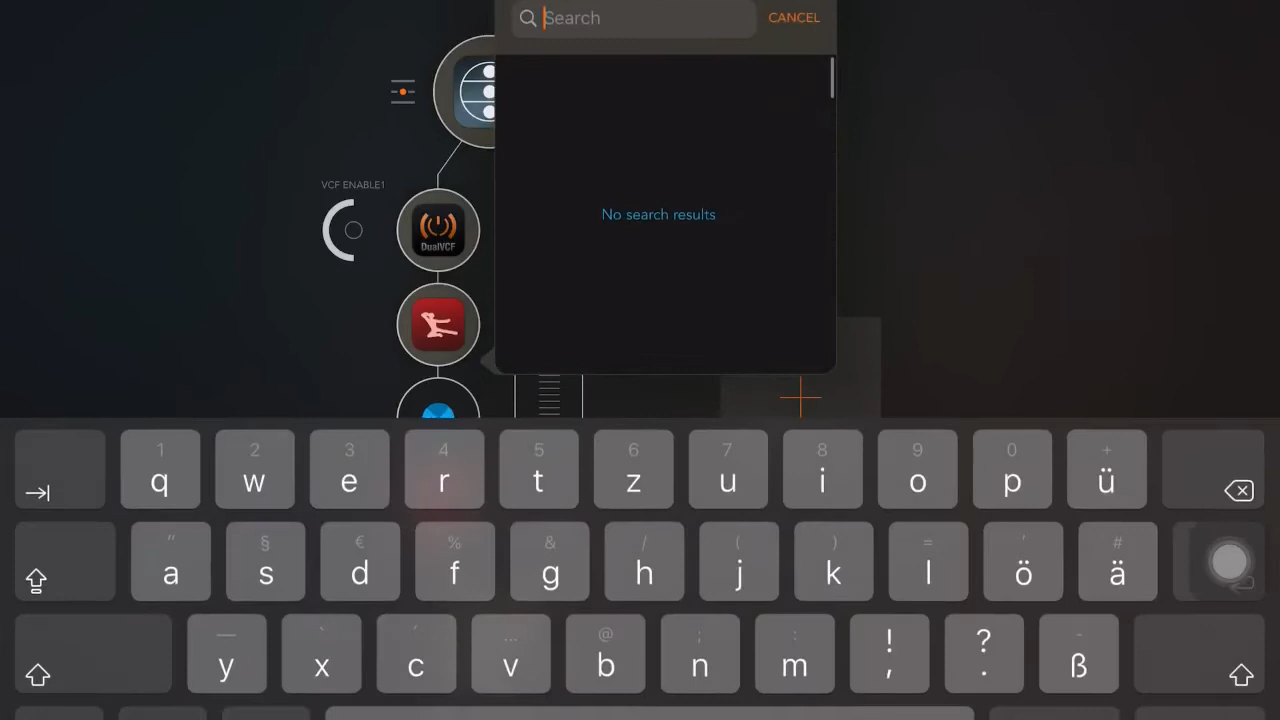 Search
CANCEL
VCF ENABLE1
No search results
DualVCF
1 2 3 4 5 6 7 8 9 0 +
q w e r t z u i o p ü
" § € % & / ( ) = ' #
a s d f g h j k l ö ä
— ` ´ ... @ ; : ! ? -
y x c v b n m , . ß